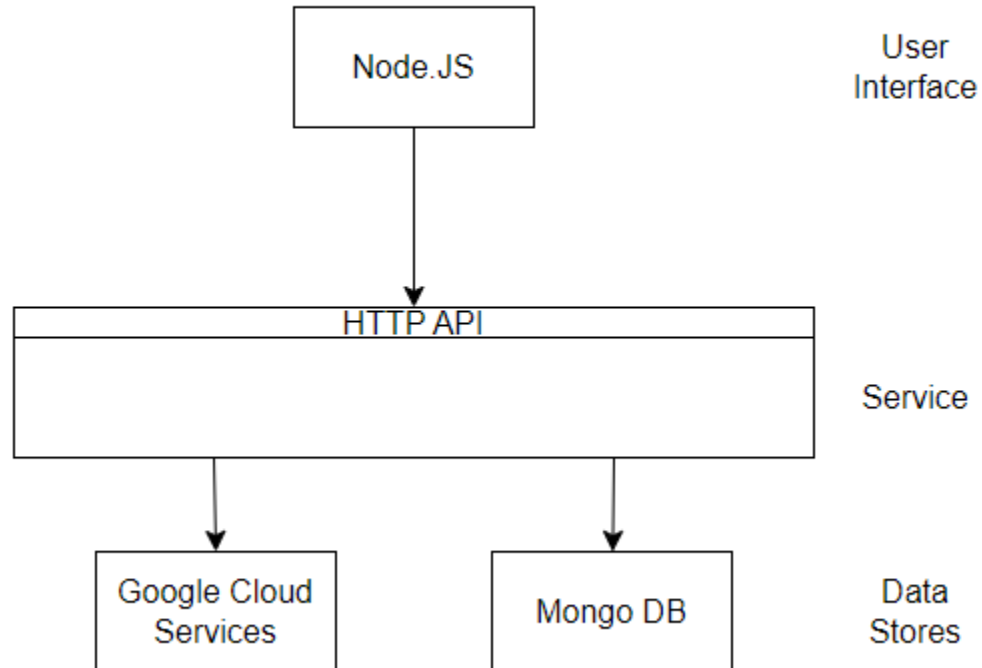 Node.JS
User
Interface
HTTP API
Service
Google Cloud
Services
Mongo DB
Data
Stores